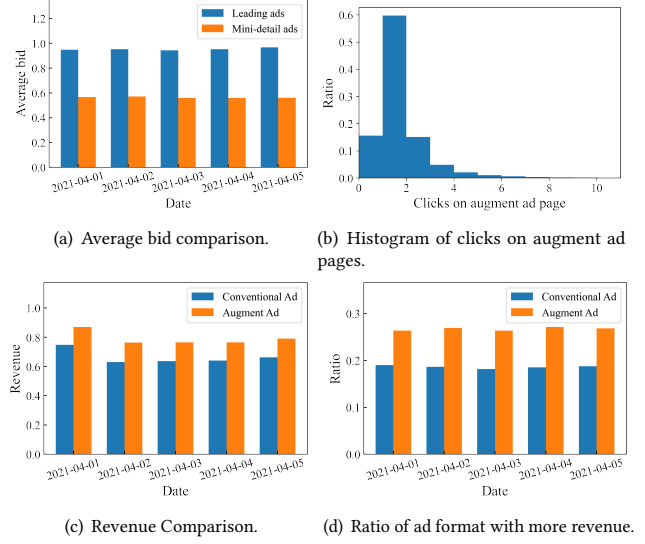 1.2
1.0
0.8
0.6
0.4
0.2
0.0
Average bid
Leading ads
Mini-detail ads
2021-04-01
2021-04-02
2021-04-03
2021-04-04
2021-04-05
Date
(a) Average bid comparison.
0.6
0.5
0.4
0.3
0.2
0.1
0.0
Ratio
0 2 4 6 8 10
Clicks on augment ad page
(b) Histogram of clicks on augment ad
pages.
1.0
0.8
0.6
0.4
0.2
0.0
Revenue
Conventional Ad
Augment Ad
2021-04-01
2021-04-02
2021-04-03
2021-04-04
2021-04-05
Date
(c) Revenue Comparison.
0.3
0.2
0.1
0.0
Ratio
Conventional Ad
Augment Ad
2021-04-01
2021-04-02
2021-04-03
2021-04-04
2021-04-05
Date
(d) Ratio of ad format with more revenue.